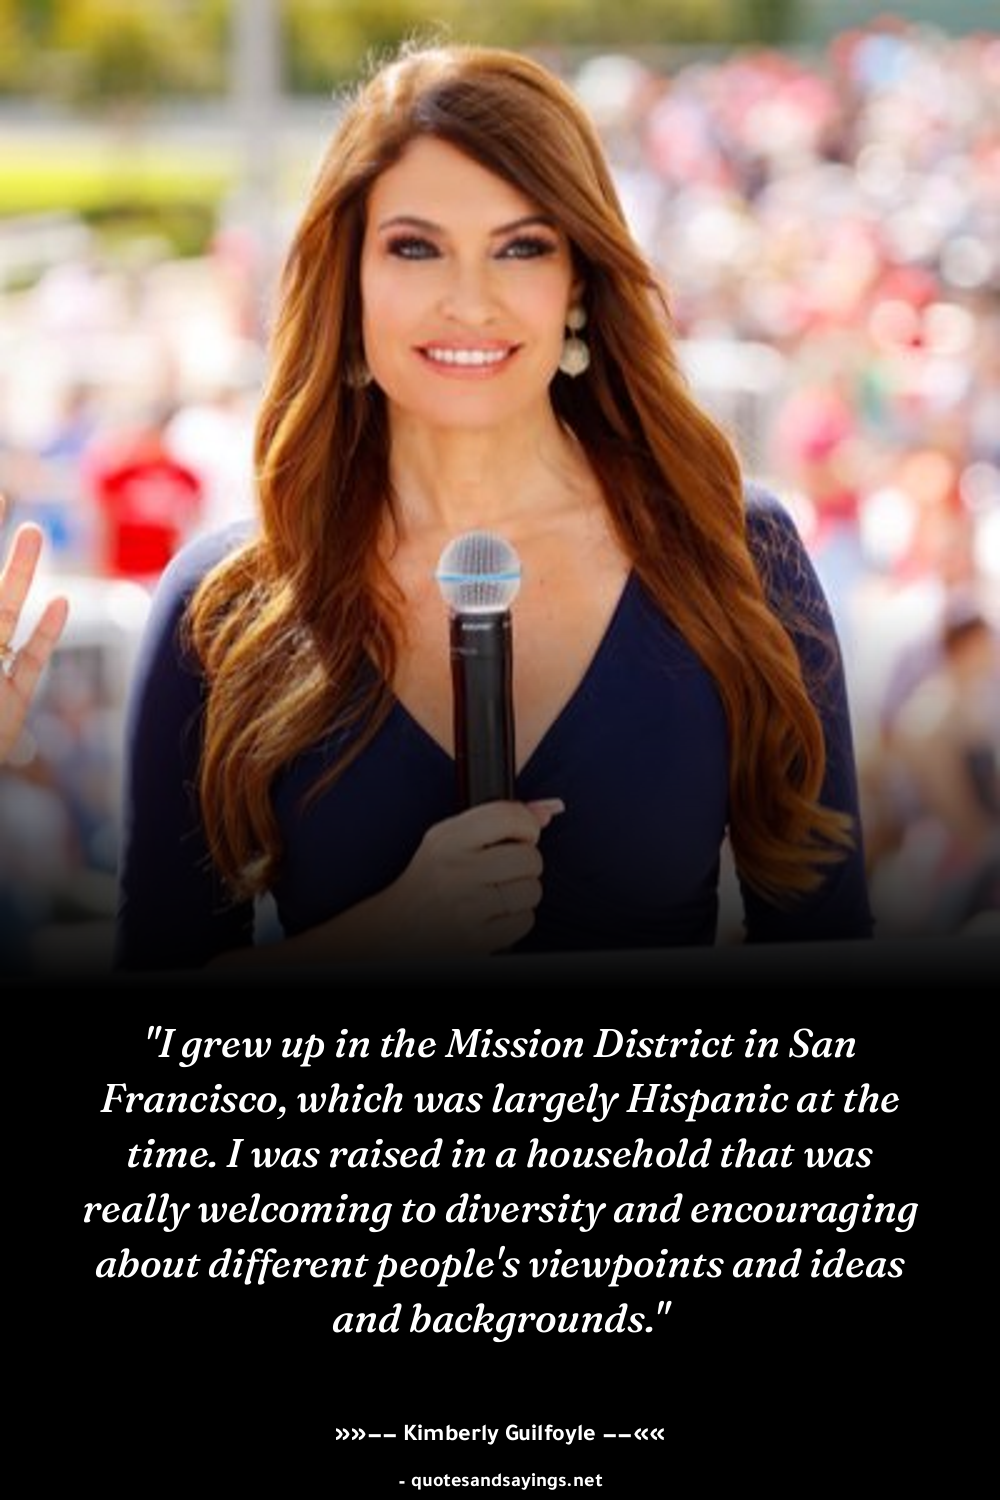 "I grew up in the Mission District in San
Francisco, which was largely Hispanic at the
time. I was raised in a household that was
really welcoming to diversity and encouraging
about different people's viewpoints and ideas
and backgrounds."
»»-- Kimberly Guilfoyle --««
- quotesandsayings.net